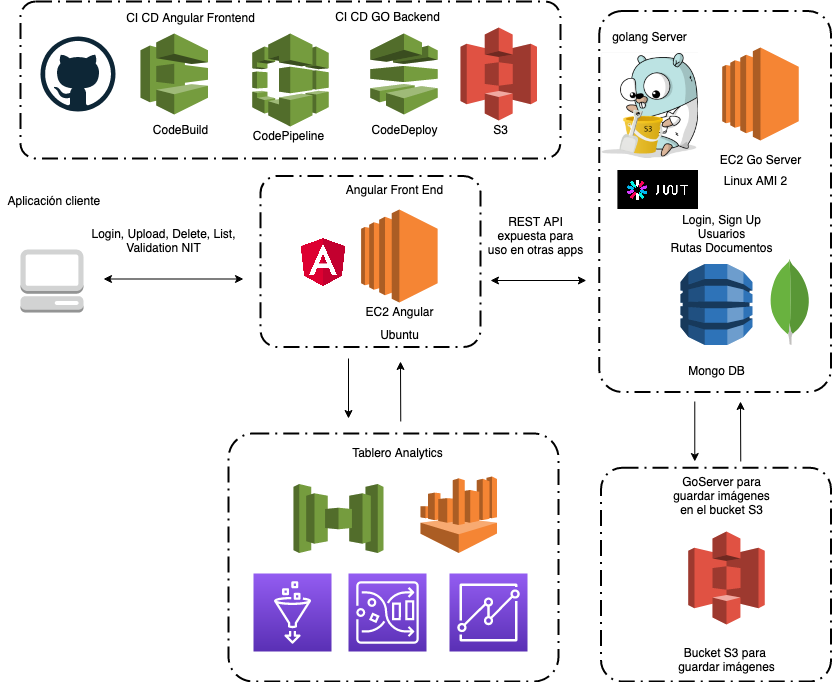 CI CD Angular Frontend
CI CD GO Backend
CodeBuild
CodePipeline
CodeDeploy
S3
golang Server
S3
EC2 Go Server
Linux AMI 2
JWT
Login, Sign Up
Usuarios
Rutas Documentos
Mongo DB
Aplicación cliente
Login, Upload, Delete, List,
Validation NIT
Angular Front End
A
EC2 Angular
Ubuntu
REST API
expuesta para
uso en otras apps
Tablero Analytics
GoServer para
guardar imágenes
en el bucket S3
Bucket S3 para
guardar imágenes